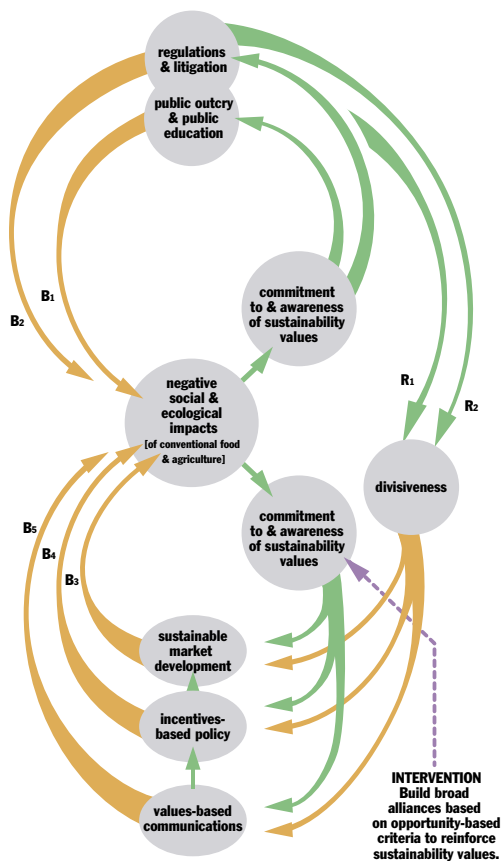 regulations
& litigation
public outcry
& public
education
B1
B2
commitment
to & awareness
of sustainability
values
negative
social &
ecological
impacts
[of conventional food
& agriculture]
R1
R2
divisiveness
commitment
to & awareness
of sustainability
values
B5
B4
B3
sustainable
market
development
incentives-
based policy
values-based
communications
INTERVENTION
Build broad
alliances based
on opportunity-based
criteria to reinforce
sustainability values.